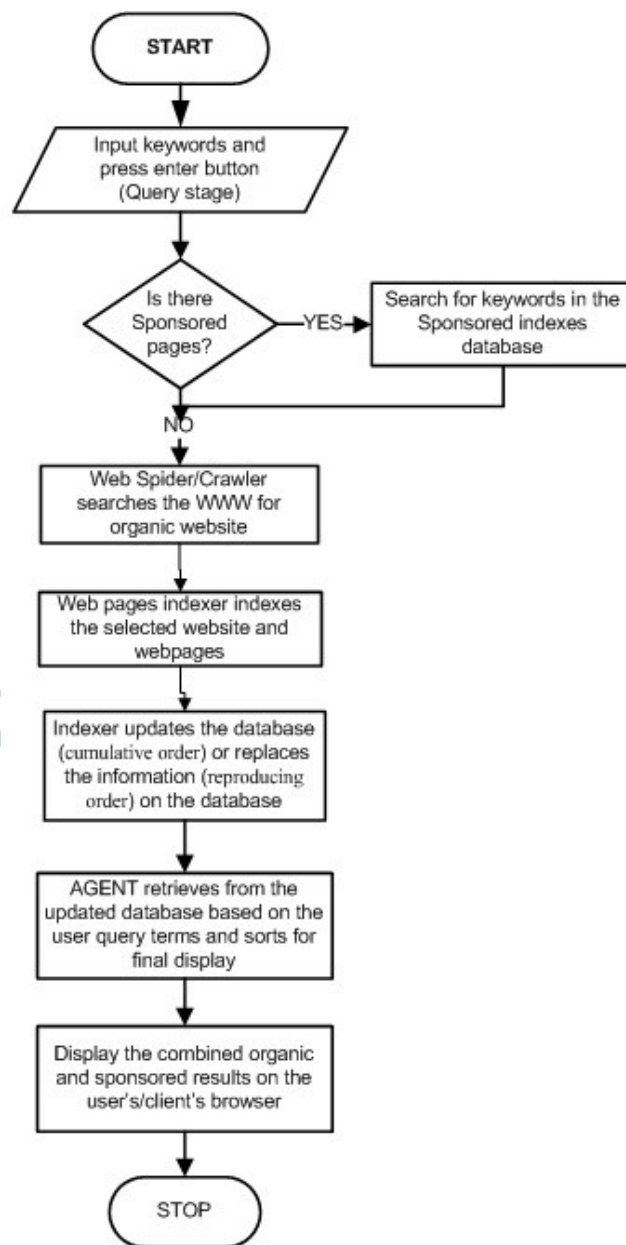 START
Input keywords and
press enter button
(Query stage)
Is there
Sponsored
pages?
YES
Search for keywords in the
Sponsored indexes
database
NO
Web Spider/Crawler
searches the WWW for
organic website
Web pages indexer indexes
the selected website and
webpages
Indexer updates the database
(cumulative order) or replaces
the information (reproducing
order) on the database
AGENT retrieves from the
updated database based on the
user query terms and sorts for
final display
Display the combined organic
and sponsored results on the
user's/client's browser
STOP